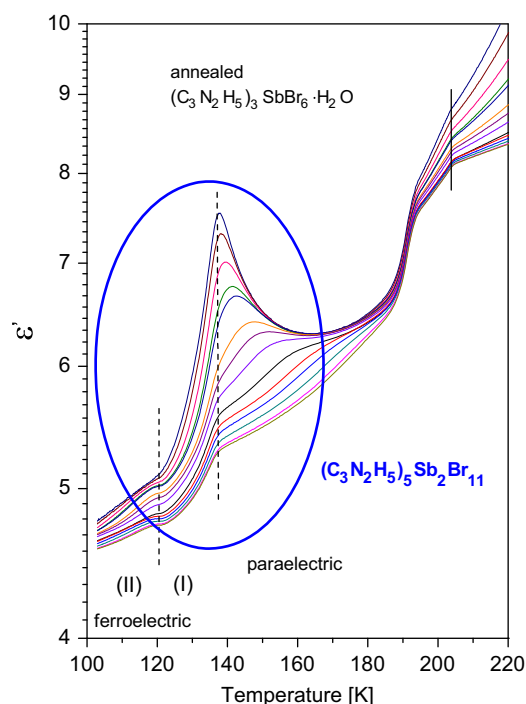 10
9
8
7
6
5
4
ε'
annealed
(C₃ N₂ H₅)₃ SbBr₆ ·H₂ O
(C₃N₂H₅)₅Sb₂Br₁₁
(II)
(I)
paraelectric
ferroelectric
100 120 140 160 180 200 220
Temperature [K]